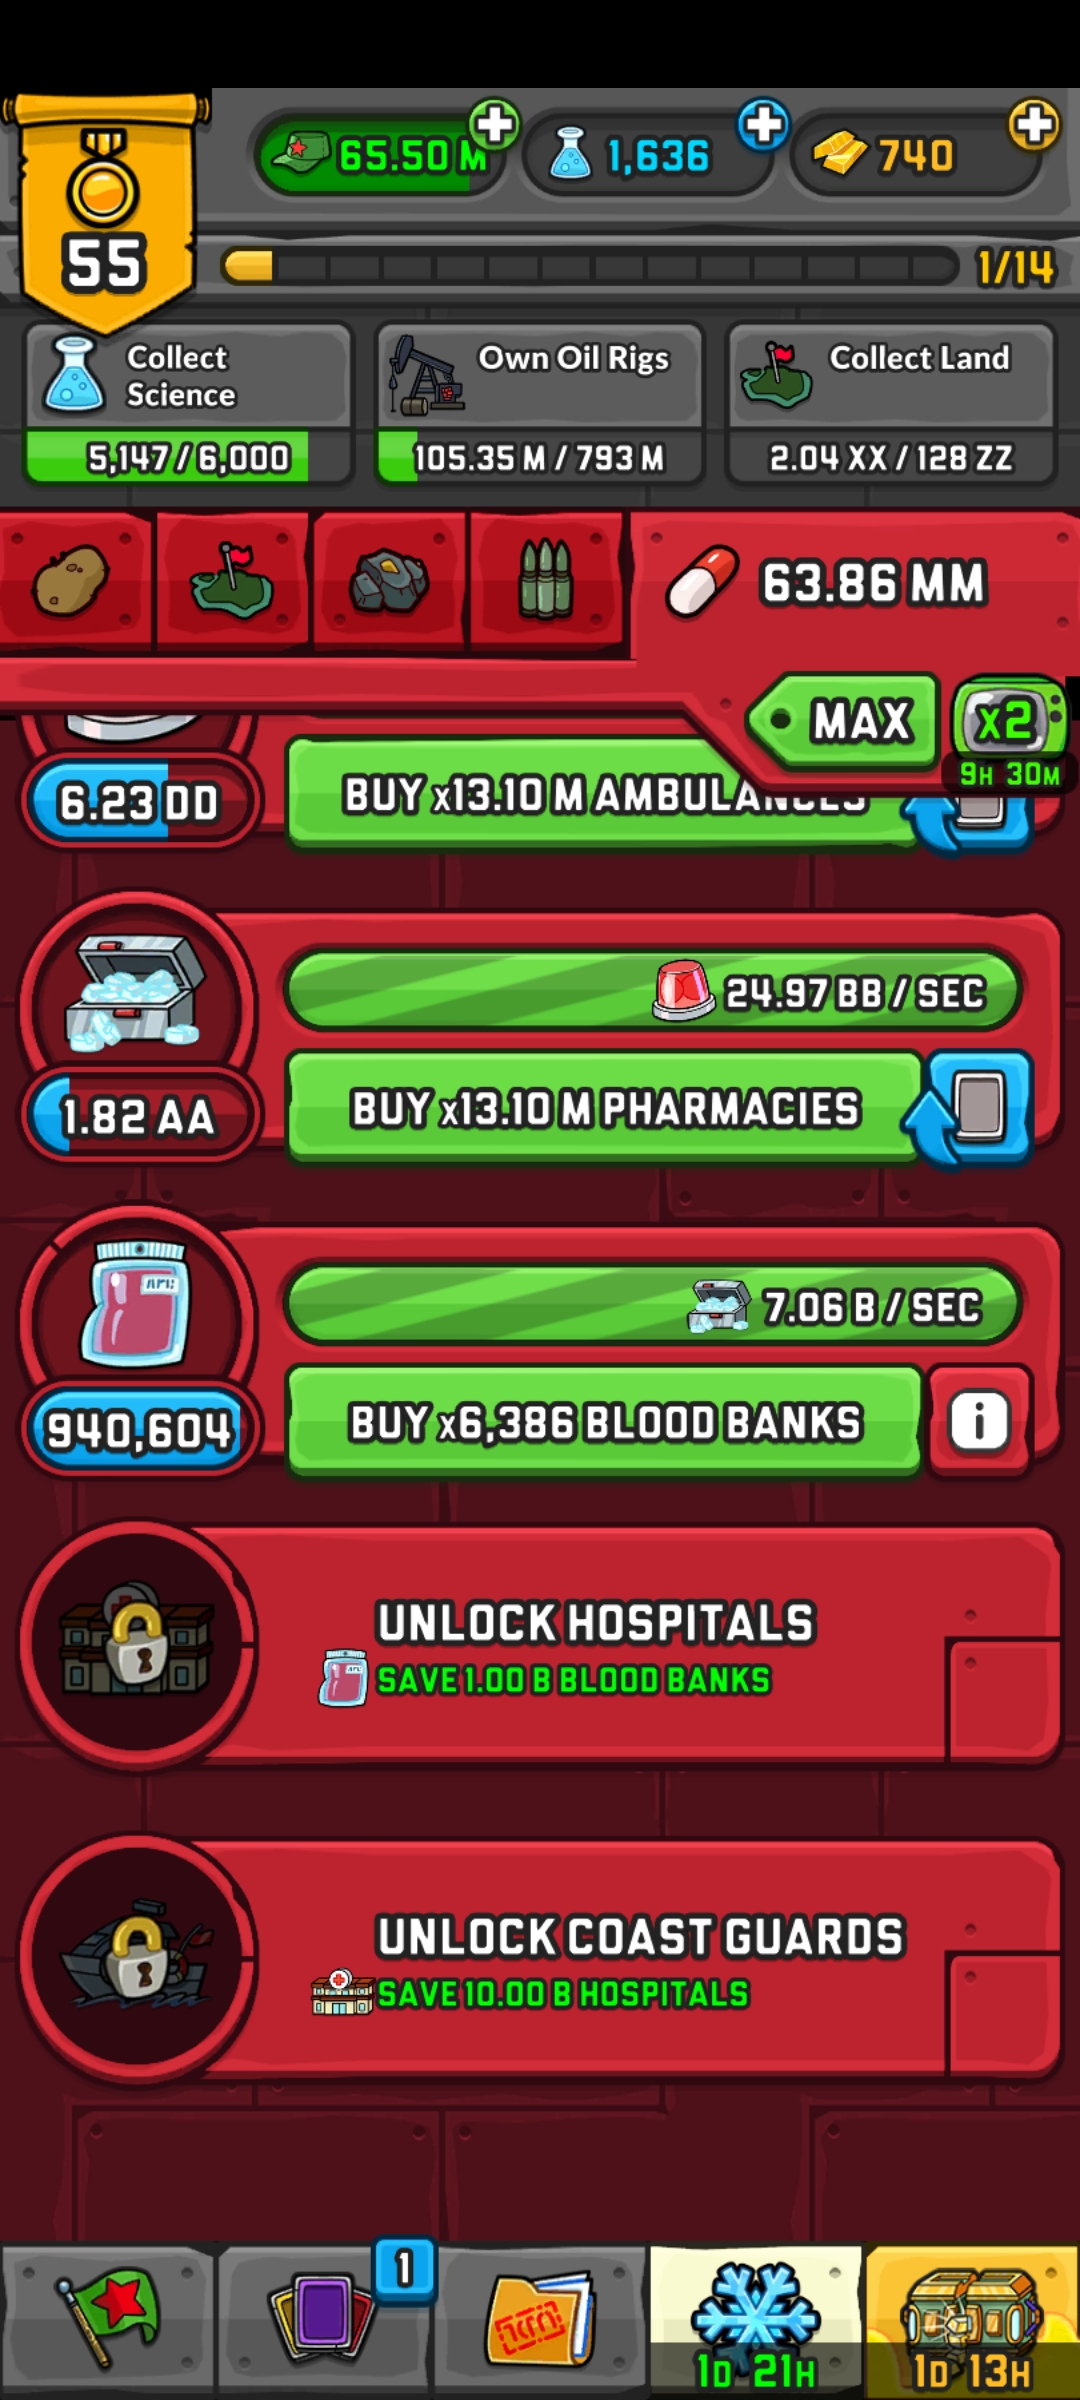 65.50 M
1,636
740
55
1/14
Collect
Science
5,147 / 6,000
Own Oil Rigs
105.35 M / 793 M
Collect Land
2.04 XX / 128 ZZ
63.86 MM
MAX
X2
9H 30M
6.23 DD
BUY x13.10 M AMBULANCES
24.97 BB / SEC
1.82 AA
BUY x13.10 M PHARMACIES
7.06 B / SEC
940,604
BUY x6,386 BLOOD BANKS
i
UNLOCK HOSPITALS
SAVE 1.00 B BLOOD BANKS
UNLOCK COAST GUARDS
SAVE 10.00 B HOSPITALS
1
1D 21H
1D 13H